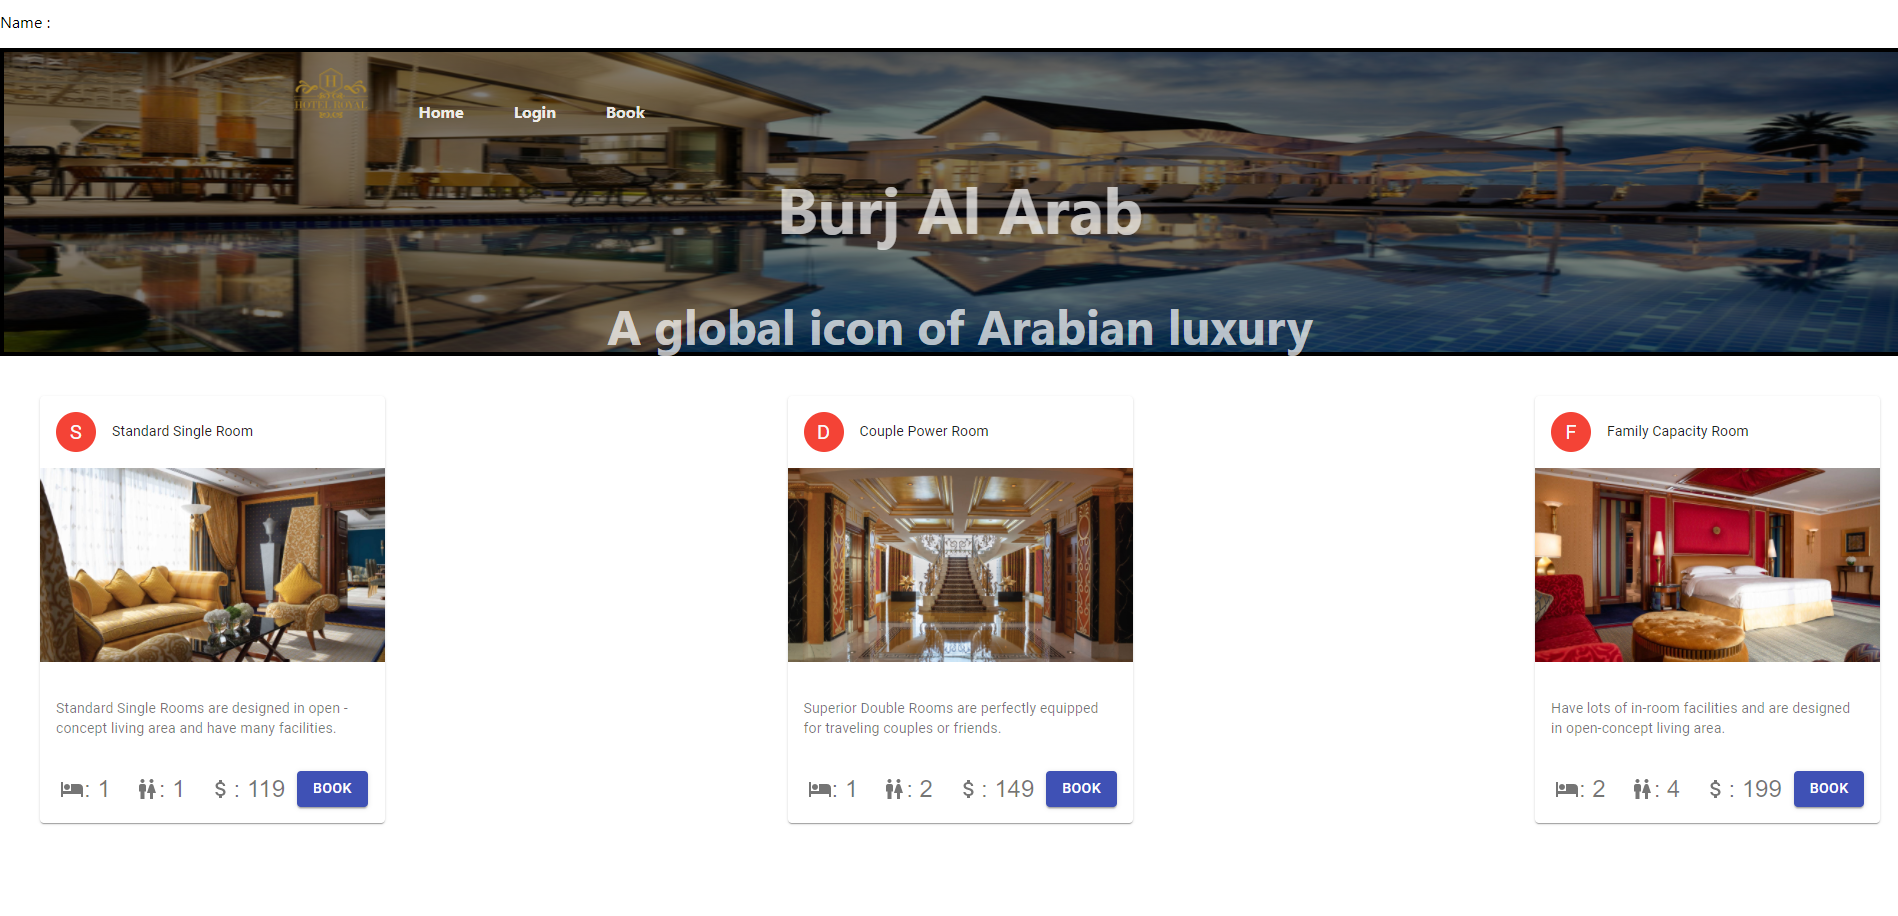 Name :
H
HOTEL ROYAL
Home Login Book
Burj Al Arab
A global icon of Arabian luxury
S Standard Single Room
Standard Single Rooms are designed in open -
concept living area and have many facilities.
: 1 : 1 $ : 119 BOOK
D Couple Power Room
Superior Double Rooms are perfectly equipped
for traveling couples or friends.
: 1 : 2 $ : 149 BOOK
F Family Capacity Room
Have lots of in-room facilities and are designed
in open-concept living area.
: 2 : 4 $ : 199 BOOK